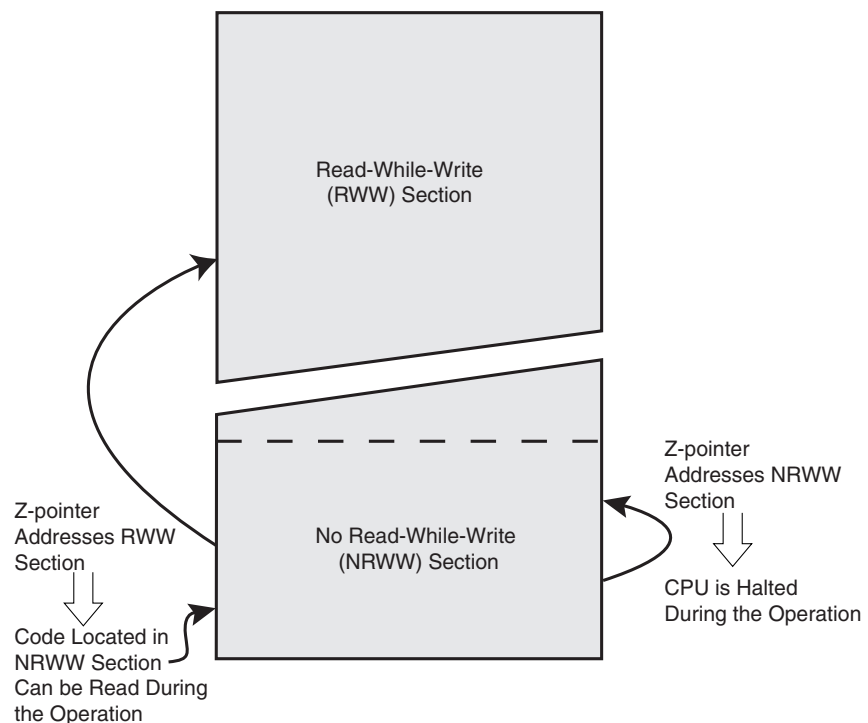 Read-While-Write
(RWW) Section
Z-pointer
Addresses NRWW
Section
Z-pointer
Addresses RWW
Section
No Read-While-Write
(NRWW) Section
CPU is Halted
During the Operation
Code Located in
NRWW Section
Can be Read During
the Operation